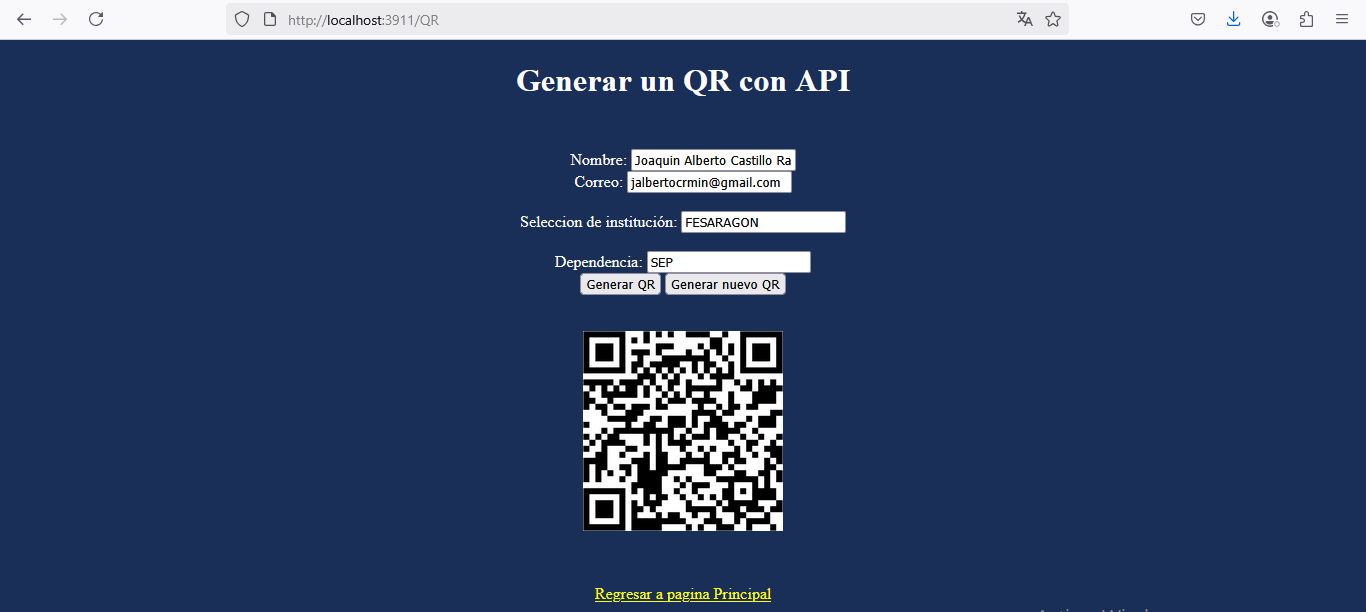 http://localhost:3911/QR
Generar un QR con API
Nombre: Joaquin Alberto Castillo Ra
Correo: jalbertocrmin@gmail.com
Seleccion de institución: FESARAGON
Dependencia: SEP
Generar QR Generar nuevo QR
Regresar a pagina Principal